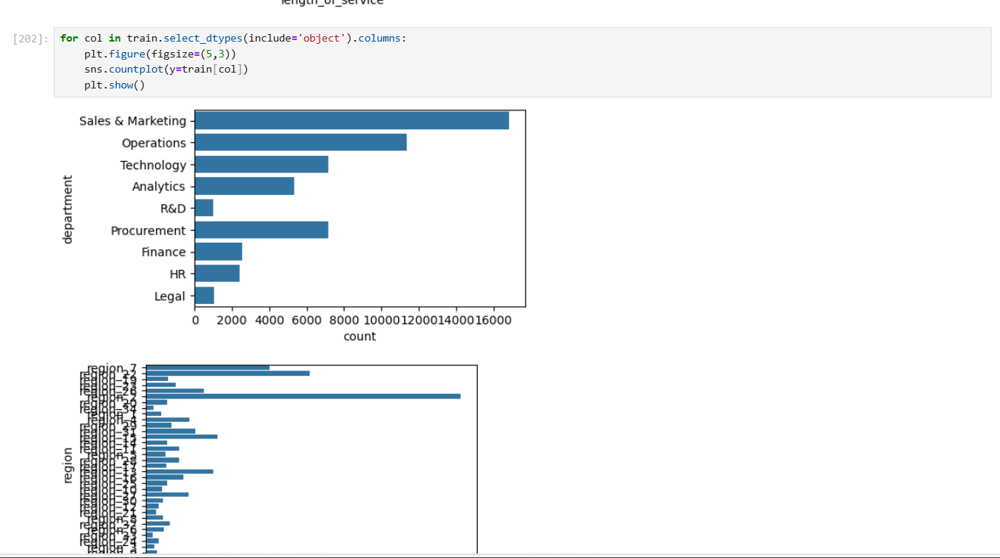 length_of_service
[202]:
for col in train.select_dtypes(include='object').columns:
    plt.figure(figsize=(5,3))
    sns.countplot(y=train[col])
    plt.show()
Sales & Marketing
Operations
Technology
Analytics
R&D
Procurement
Finance
HR
Legal
department
0 2000 4000 6000 8000 10000 12000 14000 16000
count
region_7
region_22
region_19
region_23
region_26
region_2
region_20
region_34
region_1
region_4
region_29
region_31
region_15
region_14
region_11
region_5
region_28
region_17
region_13
region_16
region_25
region_10
region_27
region_30
region_12
region_21
region_8
region_32
region_6
region_33
region_24
region_3
region_9
region